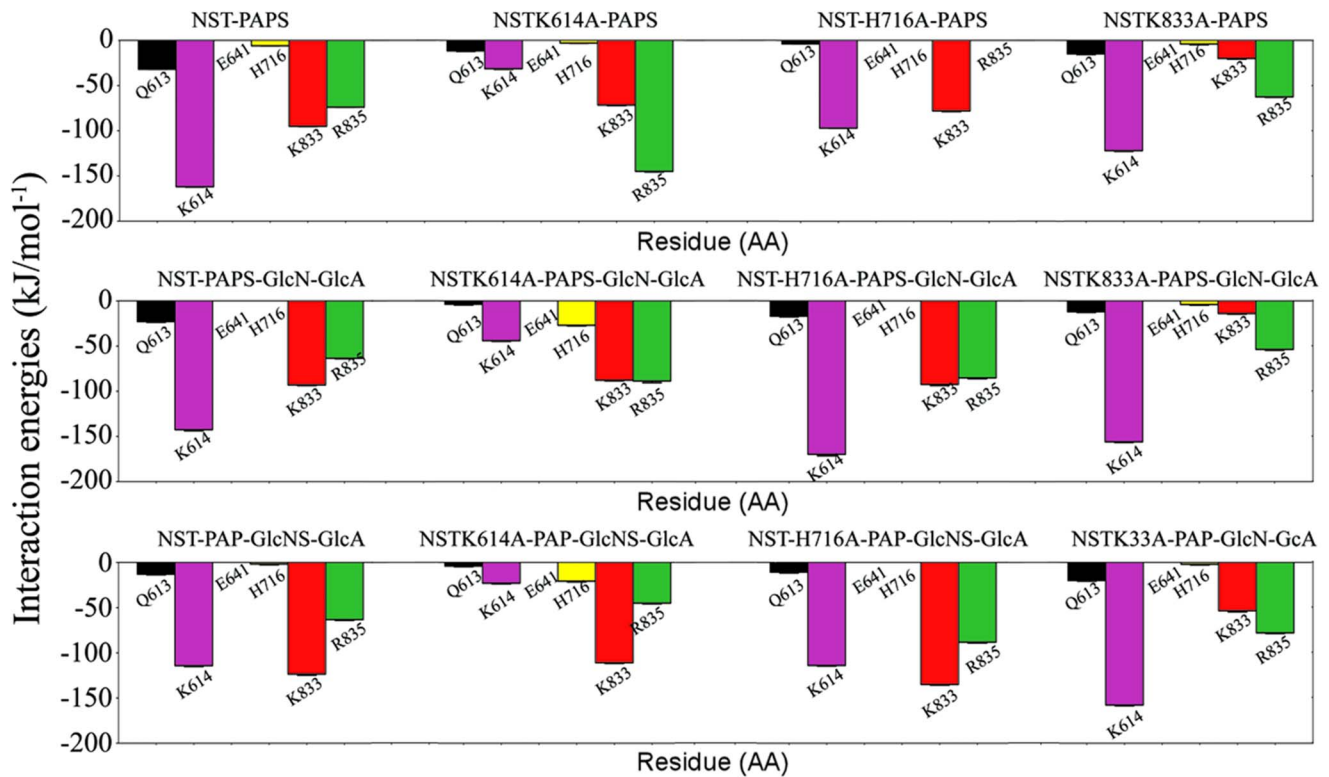 Interaction energies (kJ/mol⁻¹)
NST-PAPS NSTK614A-PAPS NST-H716A-PAPS NSTK833A-PAPS
0
-50
-100
-150
-200
Q613 K614 E641 H716 K833 R835
Q613 K614 E641 H716 K833 R835
Q613 K614 E641 H716 K833 R835
Q613 K614 E641 H716 K833 R835
Residue (AA)
NST-PAPS-GlcN-GlcA NSTK614A-PAPS-GlcN-GlcA NST-H716A-PAPS-GlcN-GlcA NSTK833A-PAPS-GlcN-GlcA
0
-50
-100
-150
-200
Q613 K614 E641 H716 K833 R835
Q613 K614 E641 H716 K833 R835
Q613 K614 E641 H716 K833 R835
Q613 K614 E641 H716 K833 R835
Residue (AA)
NST-PAP-GlcNS-GlcA NSTK614A-PAP-GlcNS-GlcA NST-H716A-PAP-GlcNS-GlcA NSTK33A-PAP-GlcN-GcA
0
-50
-100
-150
-200
Q613 K614 E641 H716 K833 R835
Q613 K614 E641 H716 K833 R835
Q613 K614 E641 H716 K833 R835
Q613 K614 E641 H716 K833 R835
Residue (AA)